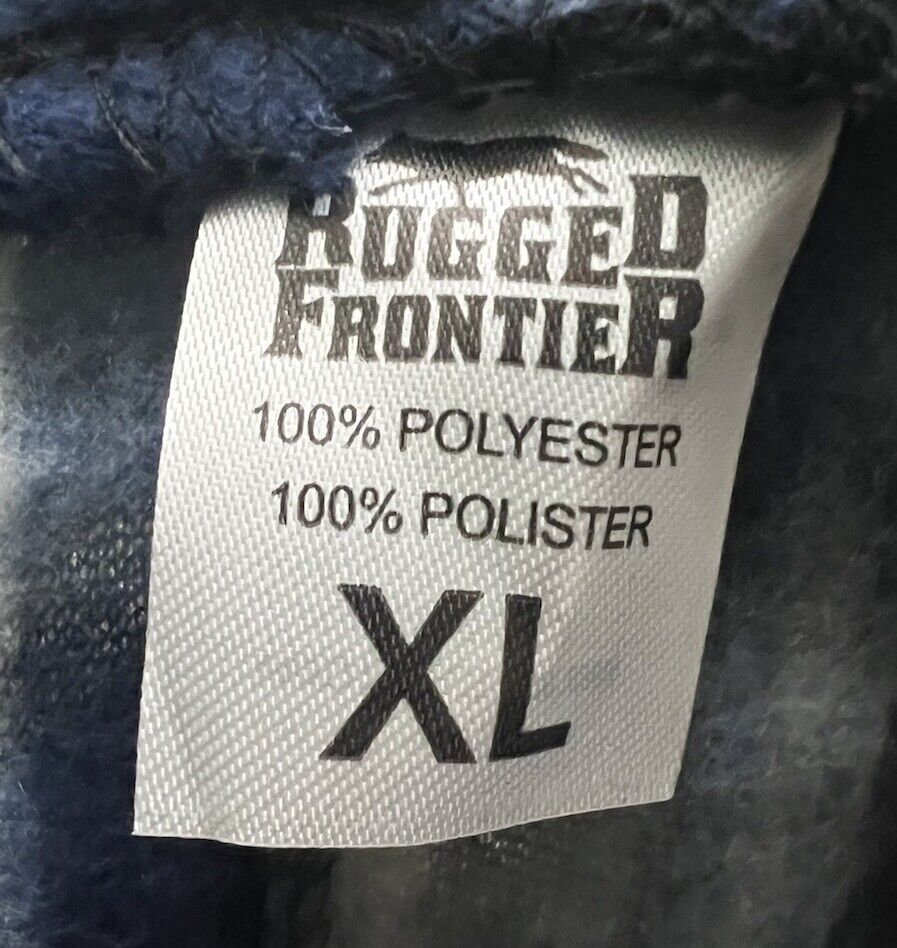 RUGGED
FRONTIER
100% POLYESTER
100% POLISTER
XL